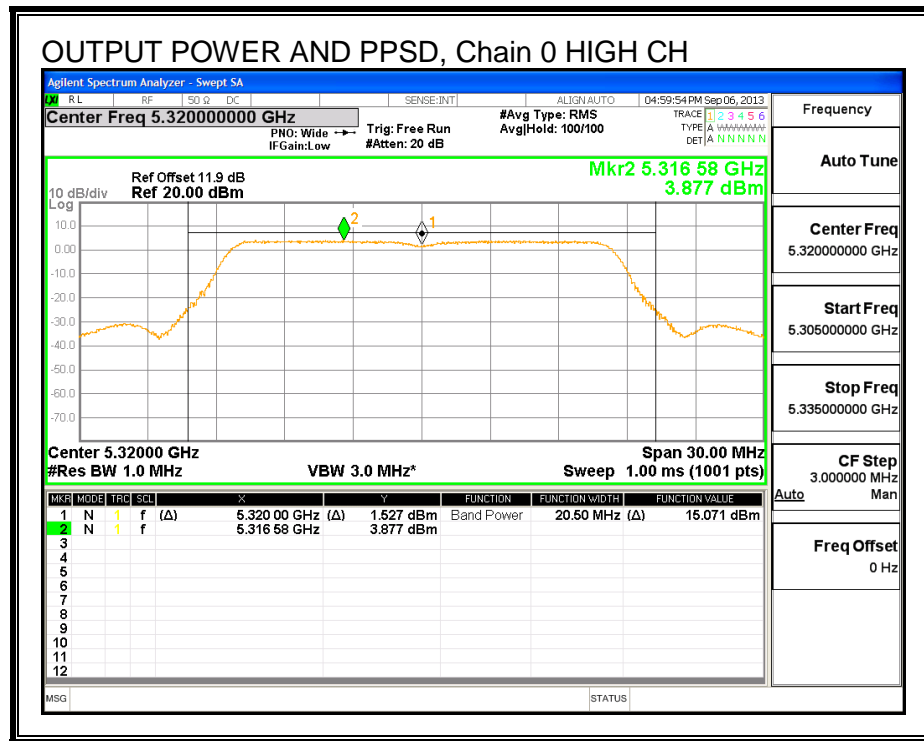 OUTPUT POWER AND PPSD, Chain 0 HIGH CH
Agilent Spectrum Analyzer - Swept SA
LXI RL RF 50 Ω DC SENSE:INT ALIGN AUTO 04:59:54 PM Sep 06, 2013
Center Freq 5.320000000 GHz
PNO: Wide
IFGain:Low
Trig: Free Run
#Atten: 20 dB
#Avg Type: RMS
Avg|Hold: 100/100
TRACE 1 2 3 4 5 6
TYPE A WWWWW
DET A N N N N N
Mkr2 5.316 58 GHz
3.877 dBm
Ref Offset 11.9 dB
10 dB/div Ref 20.00 dBm
Log
10.0
0.00
-10.0
-20.0
-30.0
-40.0
-50.0
-60.0
-70.0
2
1
Center 5.32000 GHz Span 30.00 MHz
#Res BW 1.0 MHz VBW 3.0 MHz* Sweep 1.00 ms (1001 pts)
MKR MODE TRC SCL X Y FUNCTION FUNCTION WIDTH FUNCTION VALUE
1 N 1 f (Δ) 5.320 00 GHz (Δ) 1.527 dBm Band Power 20.50 MHz (Δ) 15.071 dBm
2 N 1 f 5.316 58 GHz 3.877 dBm
3
4
5
6
7
8
9
10
11
12
MSG STATUS
Frequency
Auto Tune
Center Freq
5.320000000 GHz
Start Freq
5.305000000 GHz
Stop Freq
5.335000000 GHz
CF Step
3.000000 MHz
Auto Man
Freq Offset
0 Hz